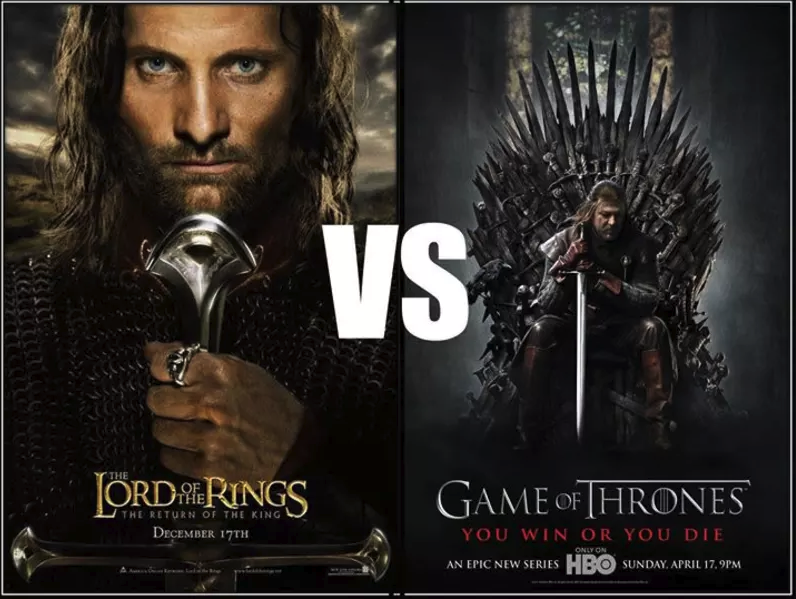 VS
THE
LORD OF THE RINGS
THE RETURN OF THE KING
DECEMBER 17TH
GAME OF THRONES
YOU WIN OR YOU DIE
ONLY ON
AN EPIC NEW SERIES HBO SUNDAY, APRIL 17, 9PM